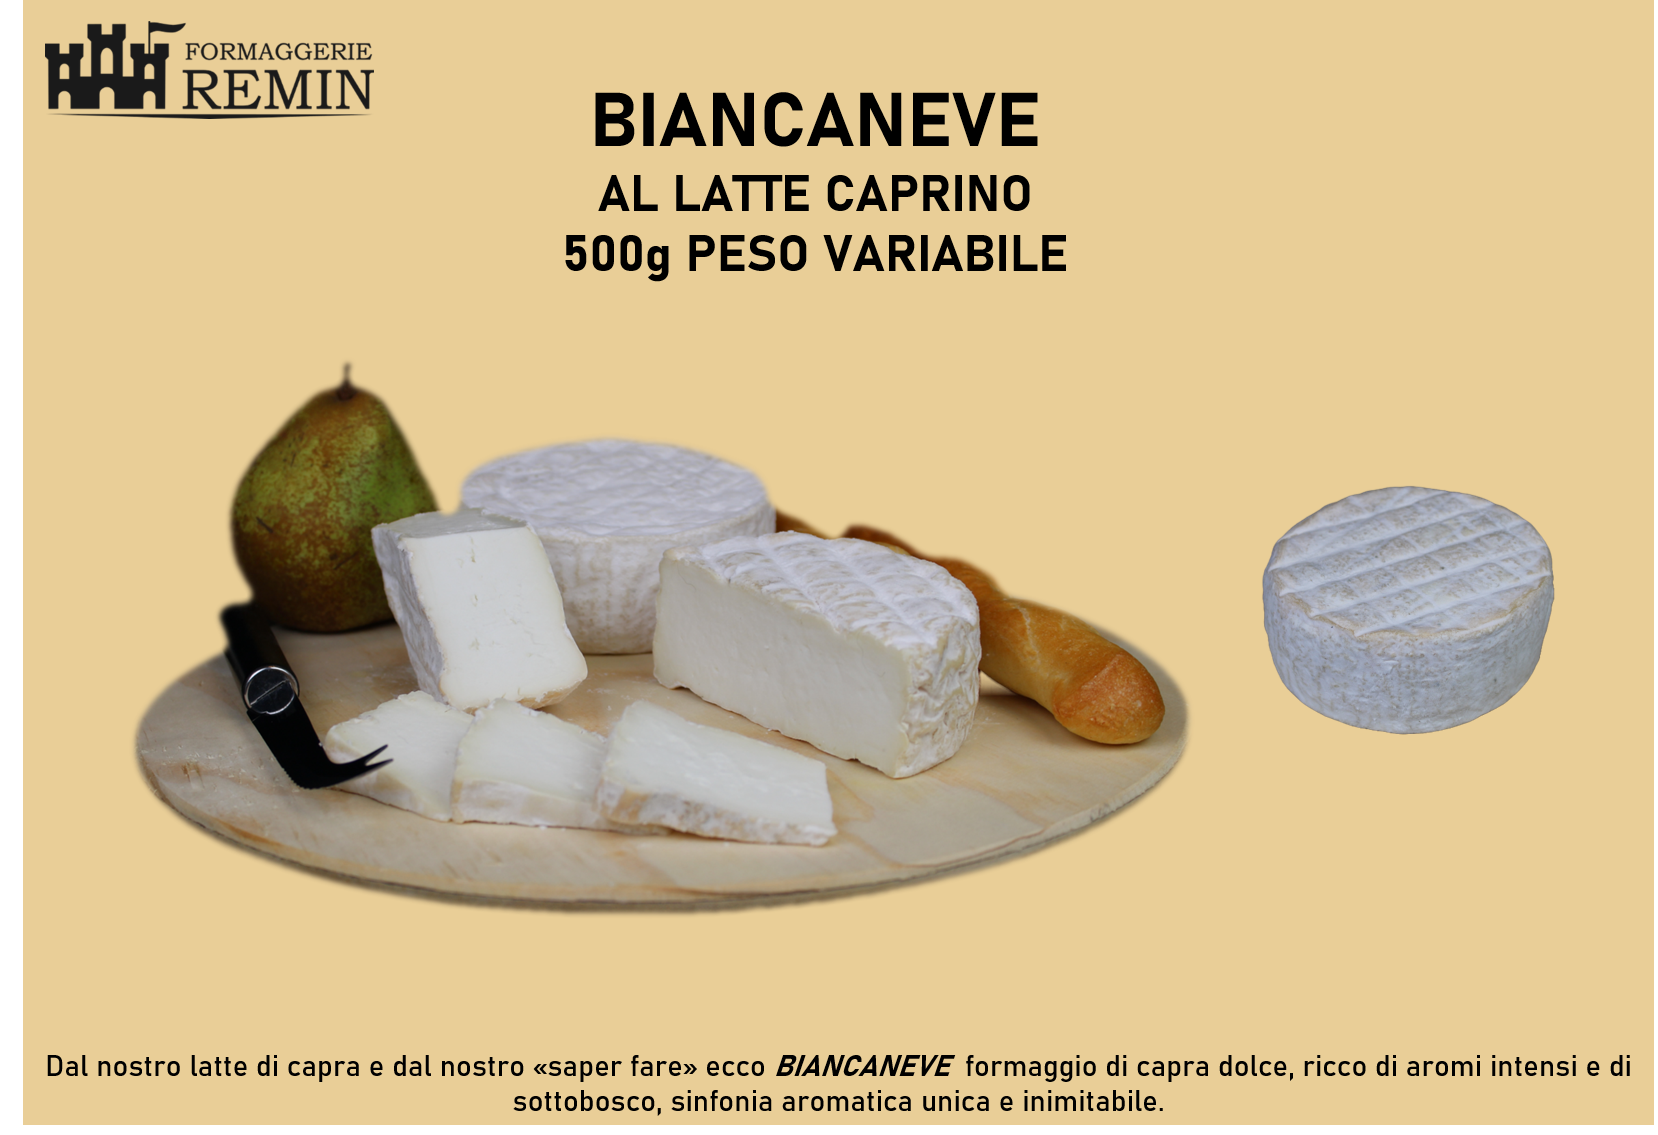 FORMAGGERIE
REMIN
BIANCANEVE
AL LATTE CAPRINO
500g PESO VARIABILE
Dal nostro latte di capra e dal nostro «saper fare» ecco BIANCANEVE formaggio di capra dolce, ricco di aromi intensi e di
sottobosco, sinfonia aromatica unica e inimitabile.